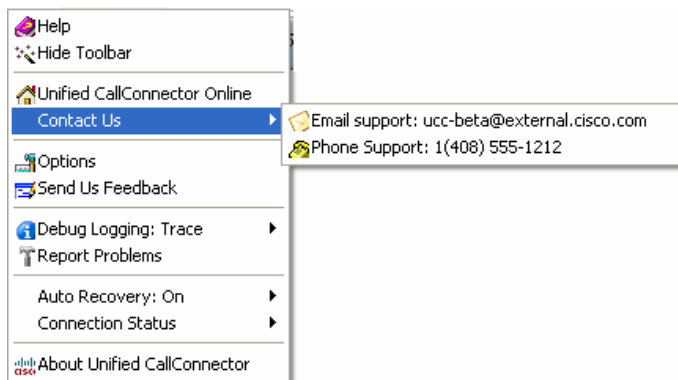 Help
Hide Toolbar
Unified CallConnector Online
Contact Us
Email support: ucc-beta@external.cisco.com
Phone Support: 1(408) 555-1212
Options
Send Us Feedback
Debug Logging: Trace
Report Problems
Auto Recovery: On
Connection Status
cisco About Unified CallConnector